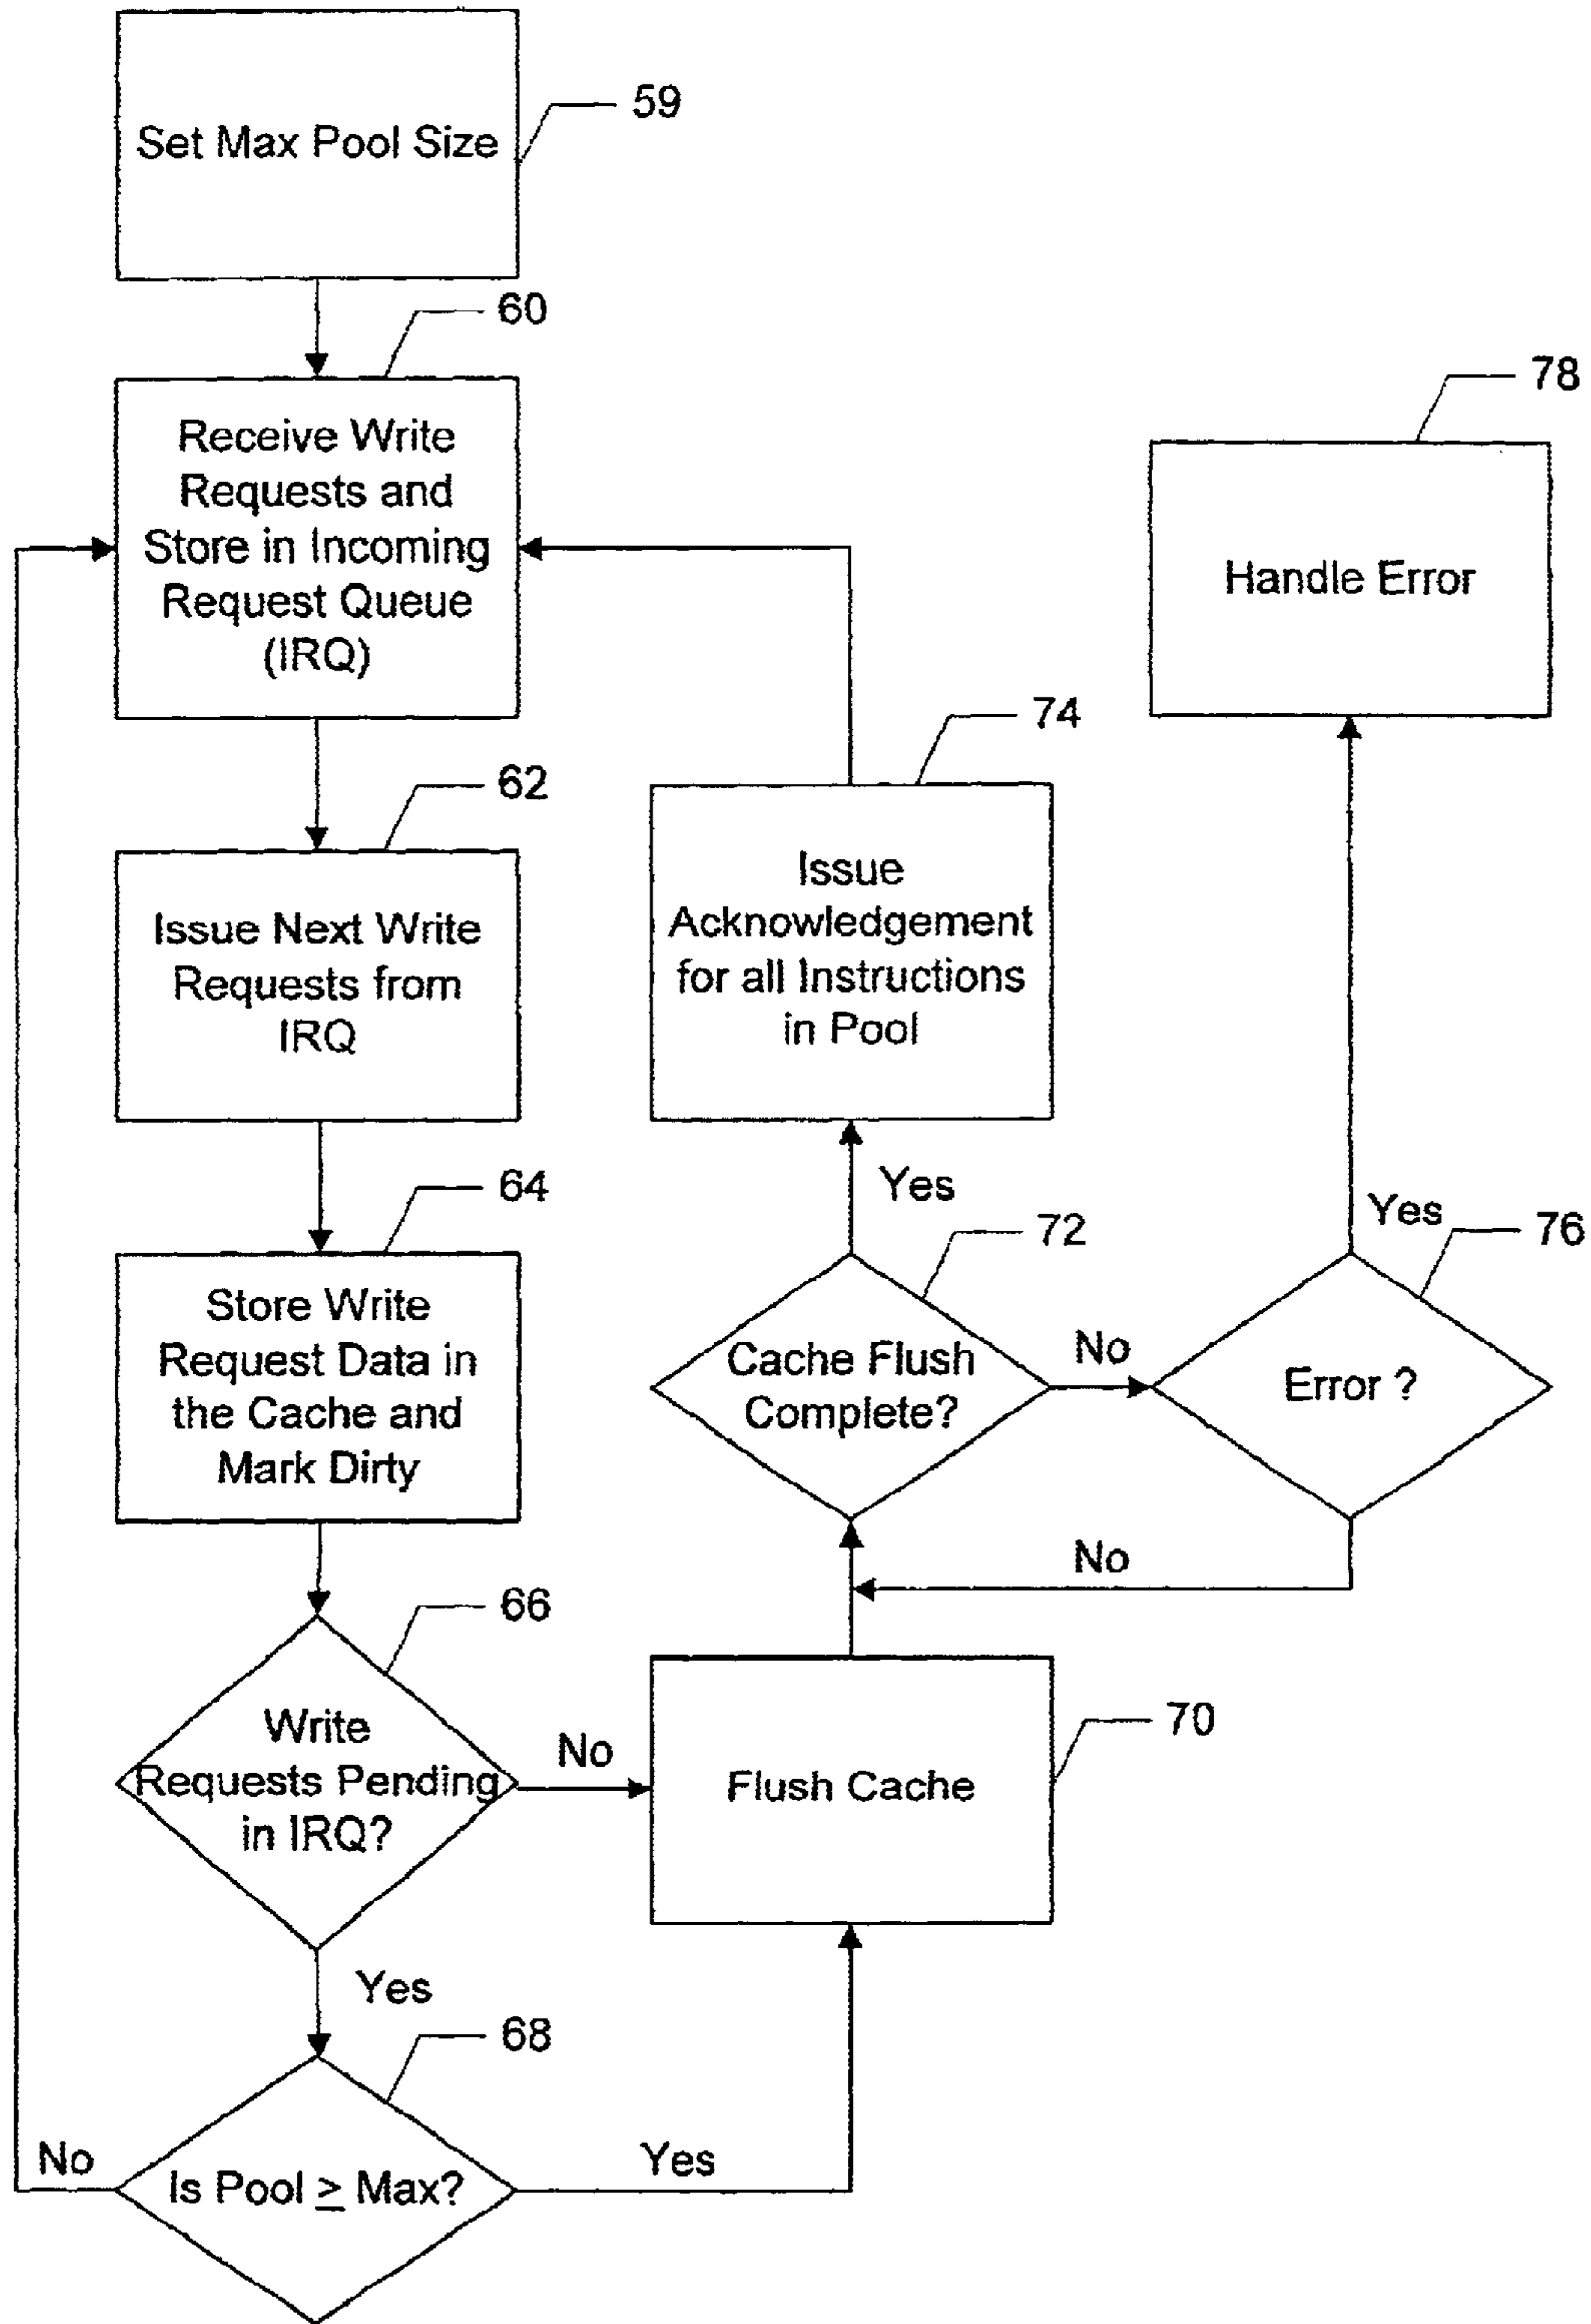 Set Max Pool Size
59
60
Receive Write
Requests and
Store in Incoming
Request Queue
(IRQ)
78
Handle Error
62
Issue Next Write
Requests from
IRQ
74
Issue
Acknowledgement
for all Instructions
in Pool
64
Store Write
Request Data in
the Cache and
Mark Dirty
Yes
72
Cache Flush
Complete?
No
Yes
76
Error ?
No
66
Write
Requests Pending
in IRQ?
No
70
Flush Cache
Yes
68
No
Is Pool ≥ Max?
Yes